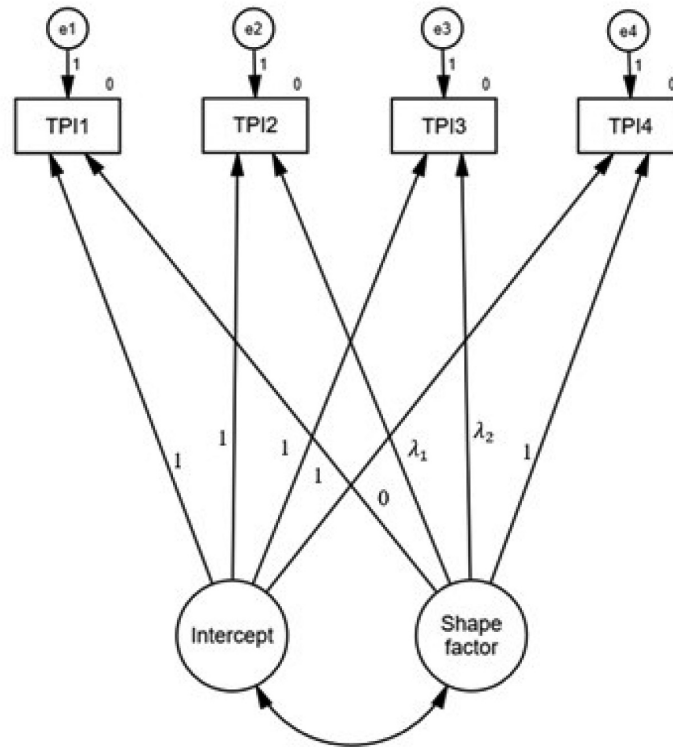 e1
e2
e3
e4
1
1
1
1
0
0
0
0
TPI1
TPI2
TPI3
TPI4
1
1
1
1
0
λ₁
λ₂
1
Intercept
Shape
factor